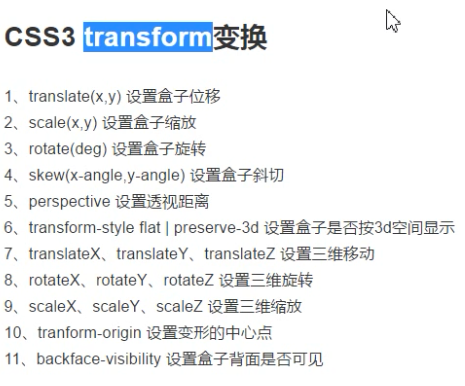 CSS3 transform变换
1、translate(x,y) 设置盒子位移
2、scale(x,y) 设置盒子缩放
3、rotate(deg) 设置盒子旋转
4、skew(x-angle,y-angle) 设置盒子斜切
5、perspective 设置透视距离
6、transform-style flat | preserve-3d 设置盒子是否按3d空间显示
7、translateX、translateY、translateZ 设置三维移动
8、rotateX、rotateY、rotateZ 设置三维旋转
9、scaleX、scaleY、scaleZ 设置三维缩放
10、tranform-origin 设置变形的中心点
11、backface-visibility 设置盒子背面是否可见